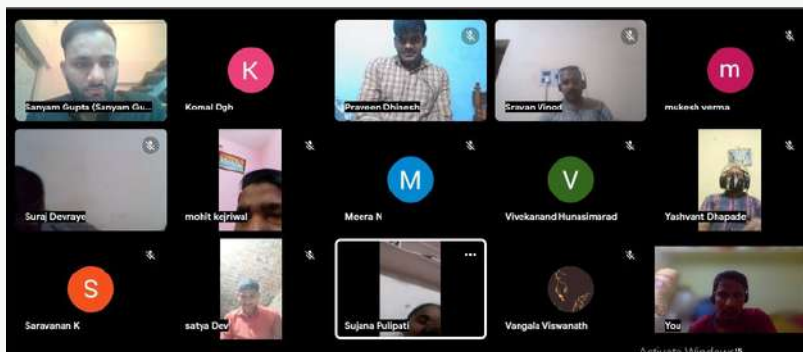 Sanyam Gupta (Sanyam Gu...
K
Komal Dgh
Praveen Dhinesh
Sravan Vinod
m
mukesh verma
Suraj Devraye
mohit kejriwal
M
Meera N
V
Vivekanand Hunasimarad
Yashvant Dhapade
S
Saravanan K
satya Dev
Sujana Pulipati
Vangala Viswanath
You
Activate Windows